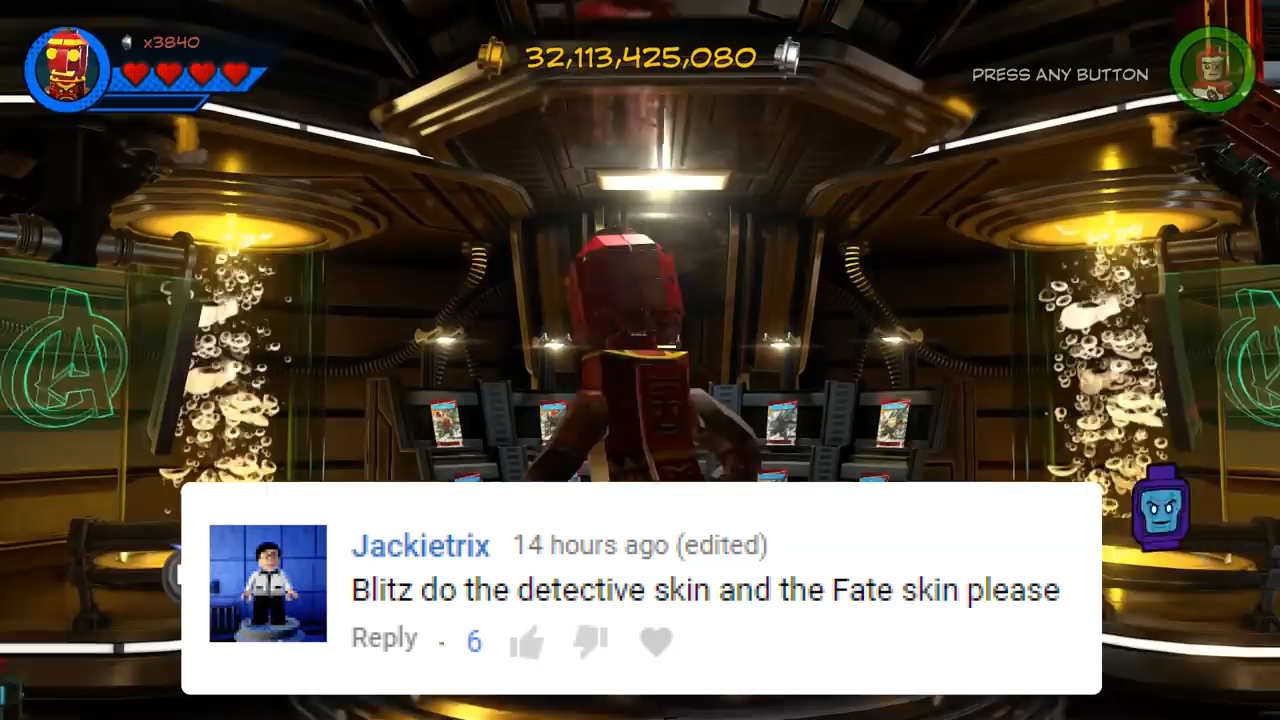 x3840
32,113,425,080
PRESS ANY BUTTON
Jackietrix 14 hours ago (edited)
Blitz do the detective skin and the Fate skin please
Reply · 6